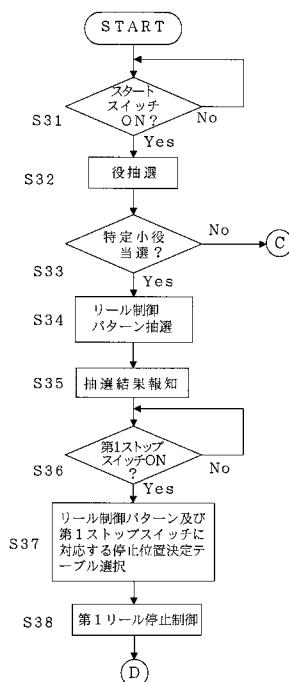 START
スタート
スイッチ
ON?
S31
No
Yes
S32
役抽選
特定小役
当選?
No
C
S33
Yes
リール制御
パターン抽選
S34
S35
抽選結果報知
第1ストップ
スイッチON
?
S36
No
Yes
リール制御パターン及び
第1ストップスイッチに
対応する停止位置決定テ
ーブル選択
S37
S38
第1リール停止制御
D